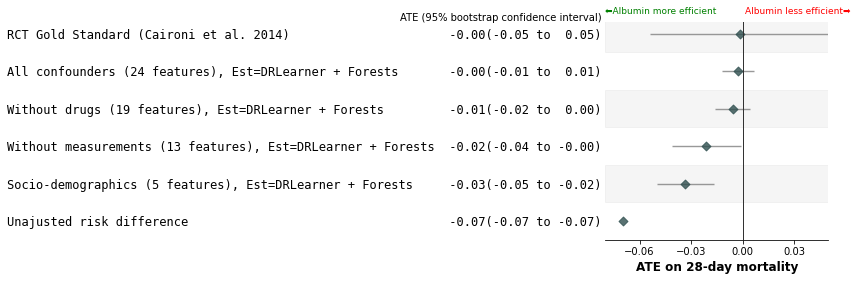 ATE (95% bootstrap confidence interval) ⬅Albumin more efficient Albumin less efficient➡
RCT Gold Standard (Caironi et al. 2014) -0.00(-0.05 to 0.05)
All confounders (24 features), Est=DRLearner + Forests -0.00(-0.01 to 0.01)
Without drugs (19 features), Est=DRLearner + Forests -0.01(-0.02 to 0.00)
Without measurements (13 features), Est=DRLearner + Forests -0.02(-0.04 to -0.00)
Socio-demographics (5 features), Est=DRLearner + Forests -0.03(-0.05 to -0.02)
Unajusted risk difference -0.07(-0.07 to -0.07)
−0.06 −0.03 0.00 0.03
ATE on 28-day mortality